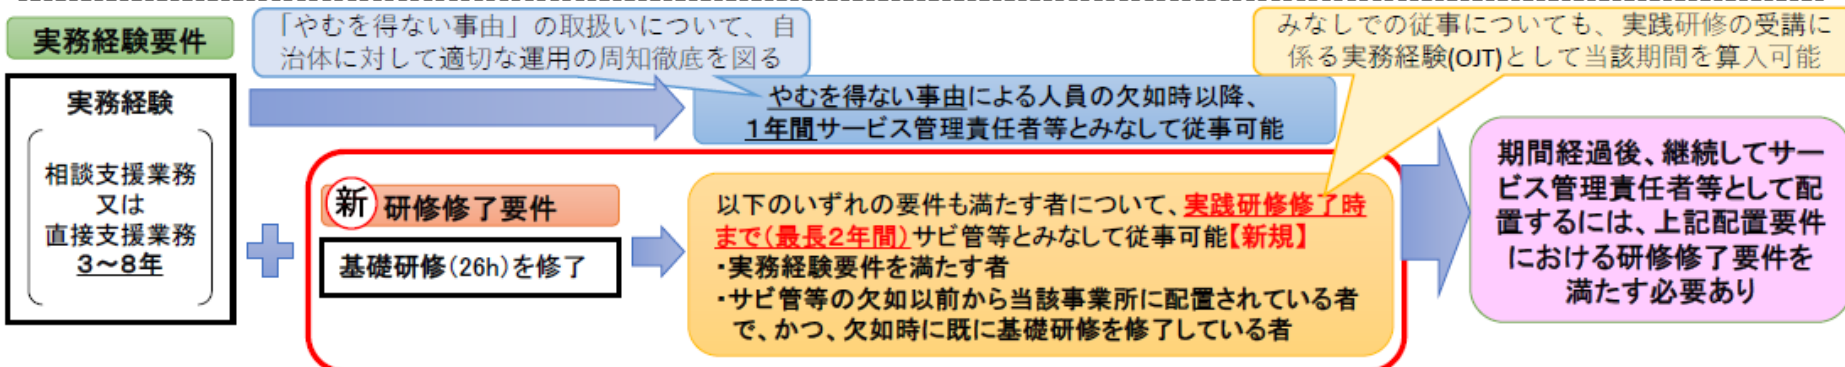 実務経験要件
「やむを得ない事由」の取扱いについて、自
治体に対して適切な運用の周知徹底を図る
みなしでの従事についても、実践研修の受講に
係る実務経験(OJT)として当該期間を算入可能
実務経験
相談支援業務
又は
直接支援業務
3～8年
やむを得ない事由による人員の欠如時以降、
1年間サービス管理責任者等とみなして従事可能
新 研修修了要件
基礎研修(26h)を修了
以下のいずれの要件も満たす者について、実践研修修了時
まで(最長2年間)サビ管等とみなして従事可能【新規】
・実務経験要件を満たす者
・サビ管等の欠如以前から当該事業所に配置されている者
で、かつ、欠如時に既に基礎研修を修了している者
期間経過後、継続してサー
ビス管理責任者等として配
置するには、上記配置要件
における研修修了要件を
満たす必要あり